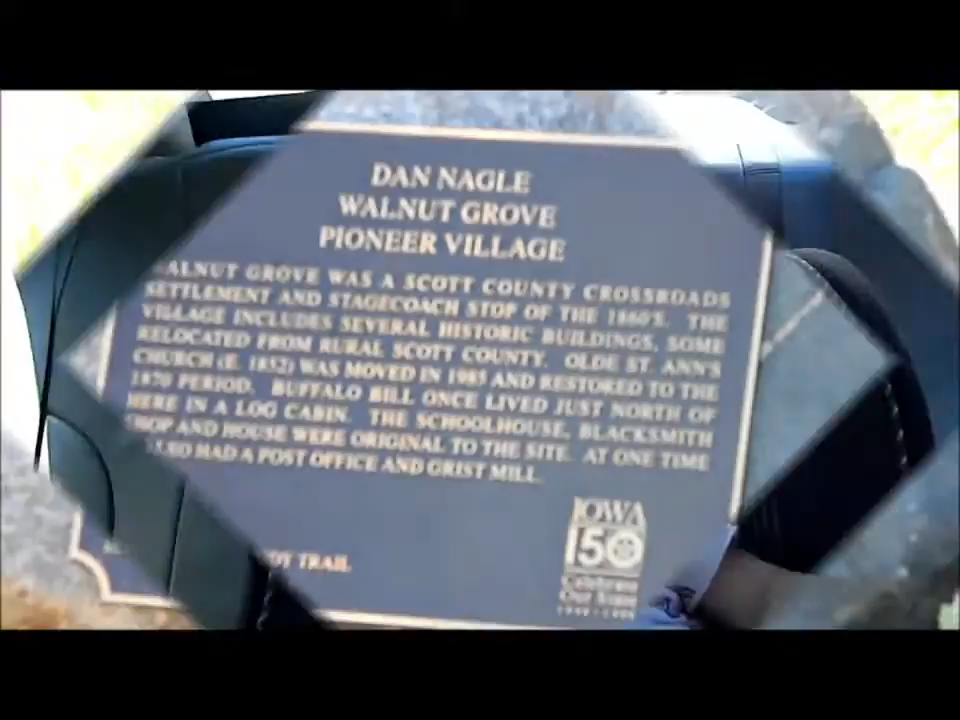 DAN NAGLE
WALNUT GROVE
PIONEER VILLAGE
WALNUT GROVE WAS A SCOTT COUNTY CROSSROADS
SETTLEMENT AND STAGECOACH STOP OF THE 1860'S. THE
VILLAGE INCLUDES SEVERAL HISTORIC BUILDINGS, SOME
RELOCATED FROM RURAL SCOTT COUNTY. OLDE ST. ANN'S
CHURCH (E. 1852) WAS MOVED IN 1985 AND RESTORED TO THE
1870 PERIOD. BUFFALO BILL ONCE LIVED JUST NORTH OF
HERE IN A LOG CABIN. THE SCHOOLHOUSE, BLACKSMITH
SHOP AND HOUSE WERE ORIGINAL TO THE SITE. AT ONE TIME
ALSO HAD A POST OFFICE AND GRIST MILL.
IOWA
150
Celebrate
Our State
TRAIL